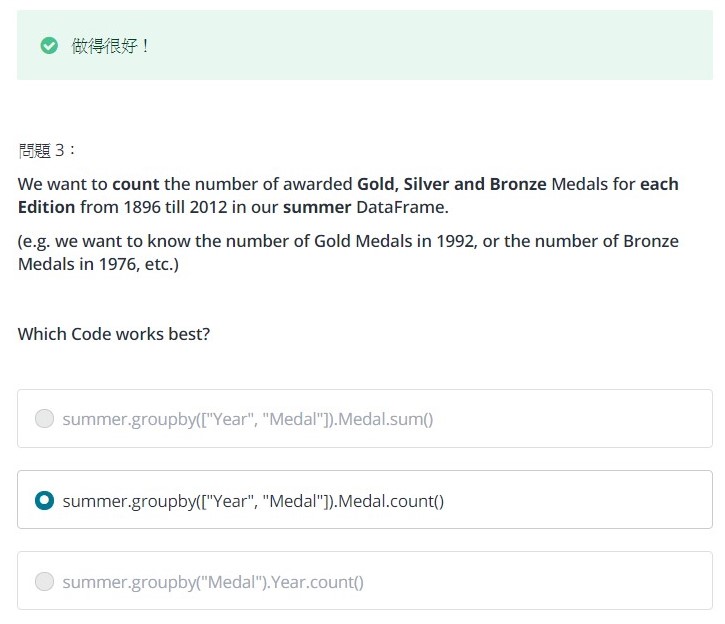 做得很好！
問題 3：
We want to count the number of awarded Gold, Silver and Bronze Medals for each
Edition from 1896 till 2012 in our summer DataFrame.
(e.g. we want to know the number of Gold Medals in 1992, or the number of Bronze
Medals in 1976, etc.)
Which Code works best?
summer.groupby(["Year", "Medal"]).Medal.sum()
summer.groupby(["Year", "Medal"]).Medal.count()
summer.groupby("Medal").Year.count()